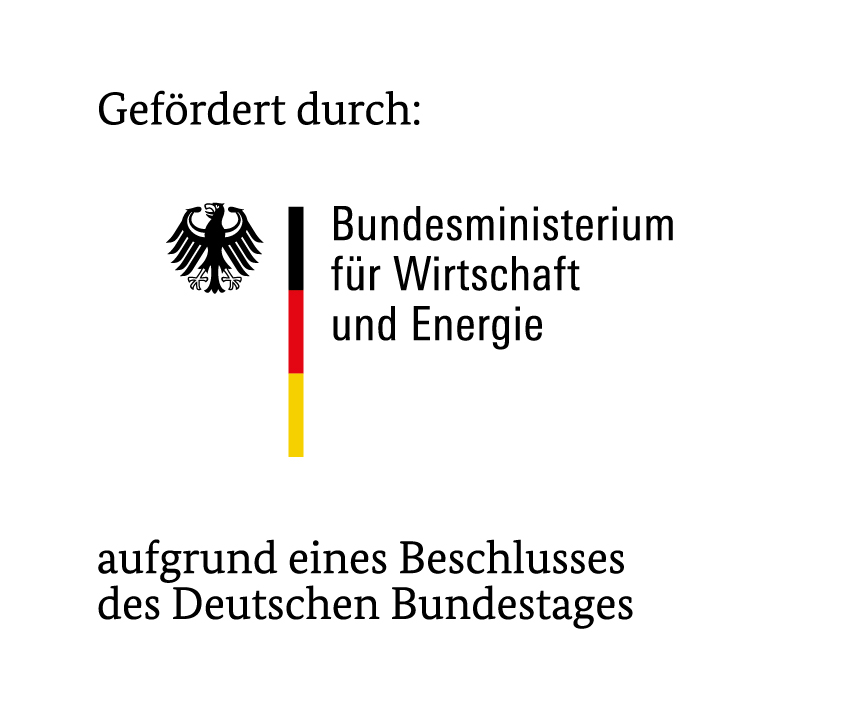 Gefördert durch:
Bundesministerium
für Wirtschaft
und Energie
aufgrund eines Beschlusses
des Deutschen Bundestages